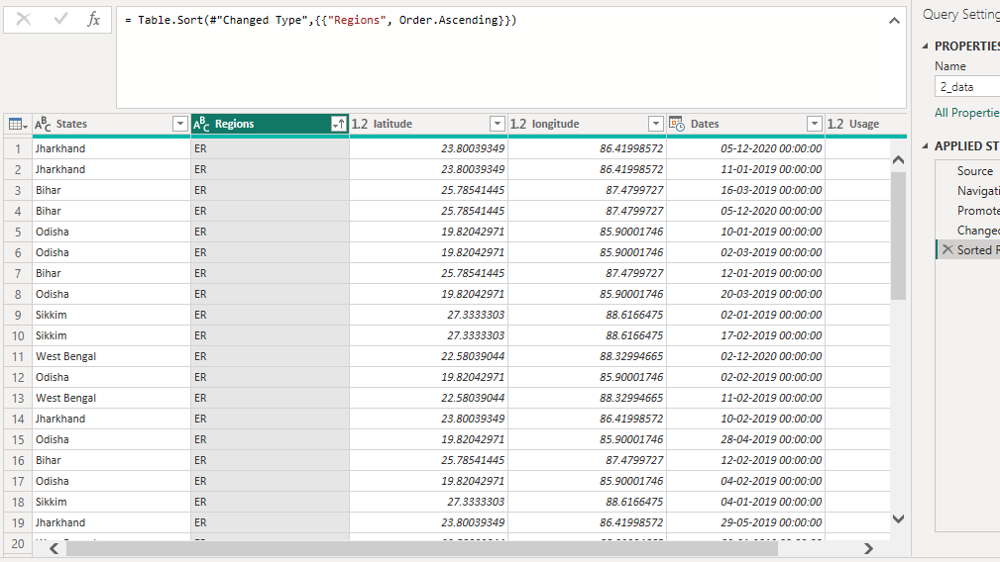 fx
= Table.Sort(#"Changed Type",{{"Regions", Order.Ascending}})
Query Setting
PROPERTIES
Name
2_data
All Propertie
APPLIED ST
Source
Navigati
Promote
Changed
Sorted R
ABC States ABC Regions 1.2 latitude 1.2 longitude Dates 1.2 Usage
1 Jharkhand ER 23.80039349 86.41998572 05-12-2020 00:00:00
2 Jharkhand ER 23.80039349 86.41998572 11-01-2019 00:00:00
3 Bihar ER 25.78541445 87.4799727 16-03-2019 00:00:00
4 Bihar ER 25.78541445 87.4799727 05-12-2020 00:00:00
5 Odisha ER 19.82042971 85.90001746 10-01-2019 00:00:00
6 Odisha ER 19.82042971 85.90001746 02-03-2019 00:00:00
7 Bihar ER 25.78541445 87.4799727 12-01-2019 00:00:00
8 Odisha ER 19.82042971 85.90001746 20-03-2019 00:00:00
9 Sikkim ER 27.3333303 88.6166475 02-01-2019 00:00:00
10 Sikkim ER 27.3333303 88.6166475 17-02-2019 00:00:00
11 West Bengal ER 22.58039044 88.32994665 02-12-2020 00:00:00
12 Odisha ER 19.82042971 85.90001746 02-02-2019 00:00:00
13 West Bengal ER 22.58039044 88.32994665 11-02-2019 00:00:00
14 Jharkhand ER 23.80039349 86.41998572 10-02-2019 00:00:00
15 Odisha ER 19.82042971 85.90001746 28-04-2019 00:00:00
16 Bihar ER 25.78541445 87.4799727 12-02-2019 00:00:00
17 Odisha ER 19.82042971 85.90001746 04-02-2019 00:00:00
18 Sikkim ER 27.3333303 88.6166475 04-01-2019 00:00:00
19 Jharkhand ER 23.80039349 86.41998572 29-05-2019 00:00:00
20